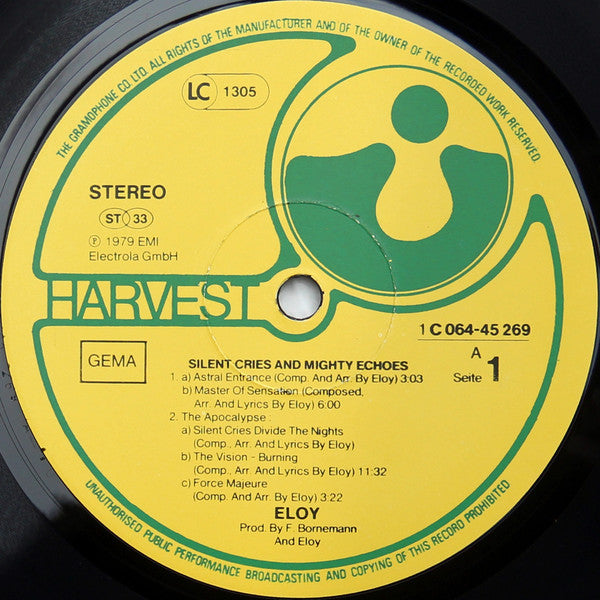 THE GRAMOPHONE CO LTD. ALL RIGHTS OF THE MANUFACTURER AND OF THE OWNER OF THE RECORDED WORK RESERVED.
LC 1305
STEREO
ST 33
Ⓟ 1979 EMI
Electrola GmbH
HARVEST
1 C 064-45 269
GEMA
A
Seite 1
SILENT CRIES AND MIGHTY ECHOES
1. a) Astral Entrance (Comp. And Arr. By Eloy) 3:03
b) Master Of Sensation (Composed,
Arr. And Lyrics By Eloy) 6:00
2. The Apocalypse :
a) Silent Cries Divide The Nights
(Comp., Arr. And Lyrics By Eloy)
b) The Vision - Burning
(Comp., Arr. And Lyrics By Eloy) 11:32
c) Force Majeure
(Comp. And Arr. By Eloy) 3:22
ELOY
Prod. By F. Bornemann
And Eloy
UNAUTHORISED PUBLIC PERFORMANCE BROADCASTING AND COPYING OF THIS RECORD PROHIBITED